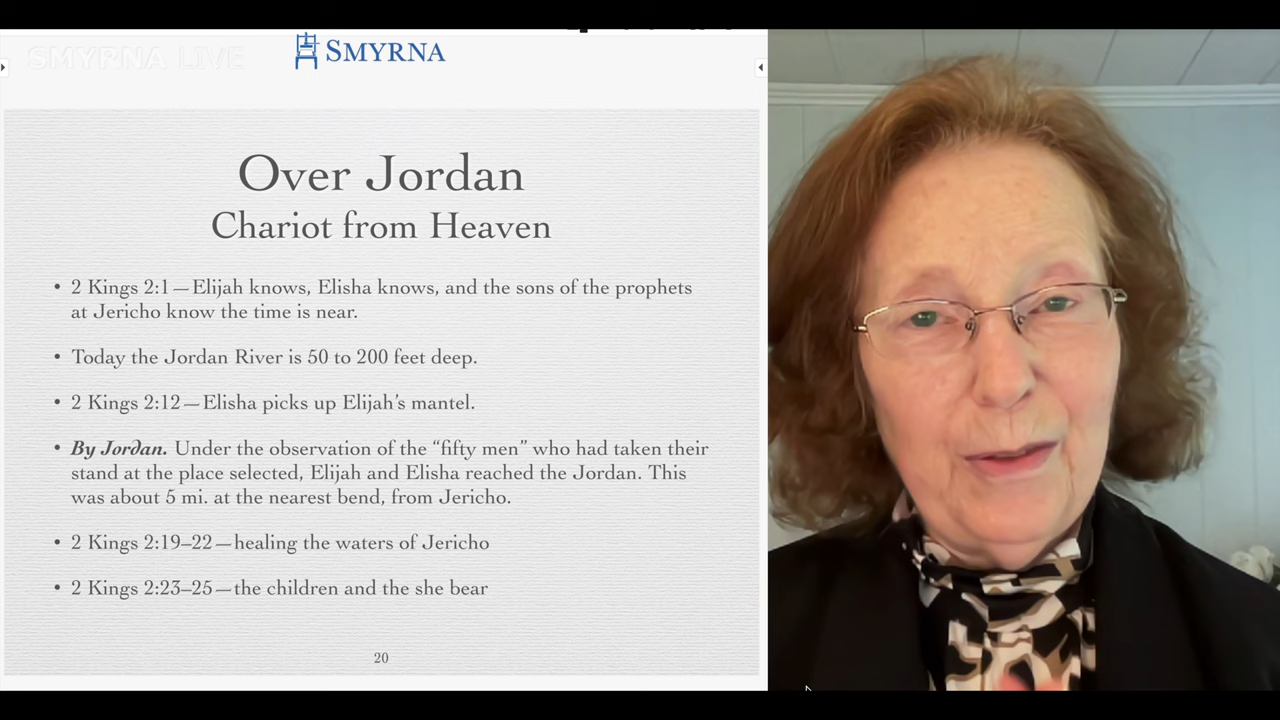 SMYRNA LIVE
SMYRNA
Over Jordan
Chariot from Heaven
• 2 Kings 2:1—Elijah knows, Elisha knows, and the sons of the prophets
at Jericho know the time is near.
• Today the Jordan River is 50 to 200 feet deep.
• 2 Kings 2:12—Elisha picks up Elijah’s mantel.
• By Jordan. Under the observation of the “fifty men” who had taken their
stand at the place selected, Elijah and Elisha reached the Jordan. This
was about 5 mi. at the nearest bend, from Jericho.
• 2 Kings 2:19–22—healing the waters of Jericho
• 2 Kings 2:23–25—the children and the she bear
20